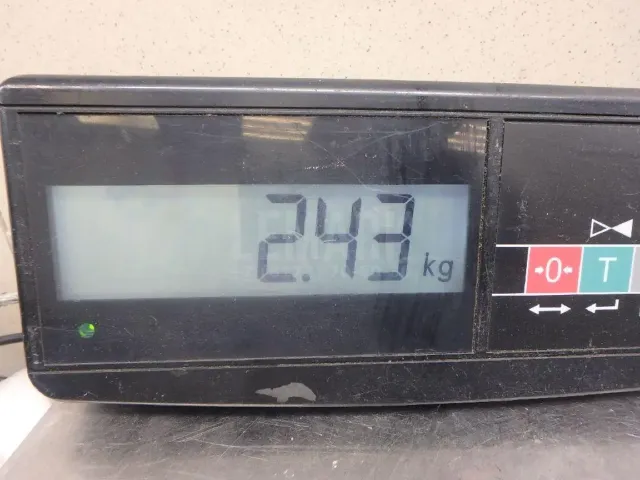 2.43 kg
→0← T